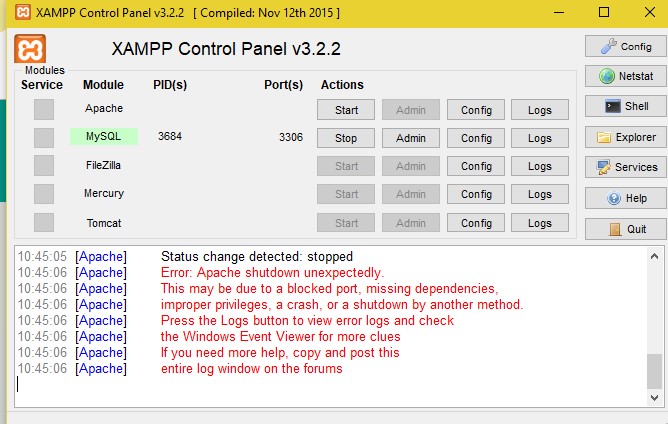 XAMPP Control Panel v3.2.2 [ Compiled: Nov 12th 2015 ]
XAMPP Control Panel v3.2.2
Config
Modules
Service Module PID(s) Port(s) Actions
Netstat
Apache Start Admin Config Logs
Shell
MySQL 3684 3306 Stop Admin Config Logs
Explorer
FileZilla Start Admin Config Logs
Services
Mercury Start Admin Config Logs
Help
Tomcat Start Admin Config Logs
Quit
10:45:05 [Apache] Status change detected: stopped
10:45:06 [Apache] Error: Apache shutdown unexpectedly.
10:45:06 [Apache] This may be due to a blocked port, missing dependencies,
10:45:06 [Apache] improper privileges, a crash, or a shutdown by another method.
10:45:06 [Apache] Press the Logs button to view error logs and check
10:45:06 [Apache] the Windows Event Viewer for more clues
10:45:06 [Apache] If you need more help, copy and post this
10:45:06 [Apache] entire log window on the forums